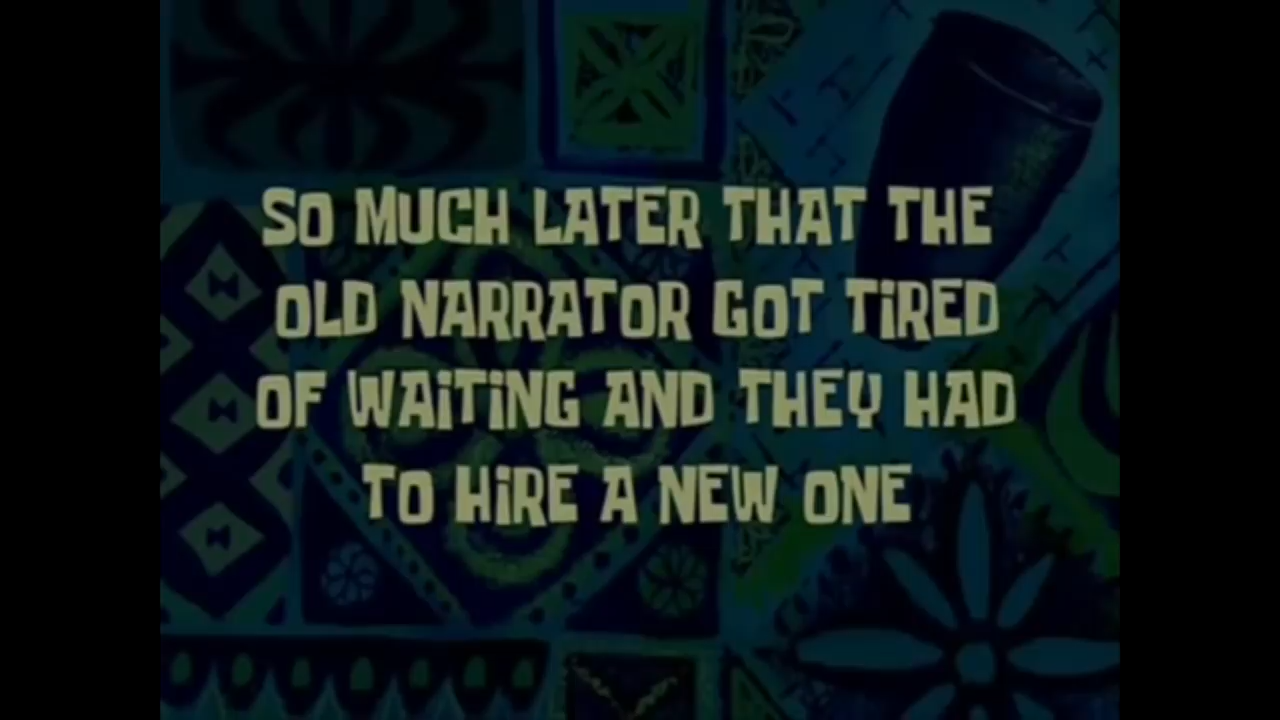 SO MUCH LATER THAT THE
OLD NARRATOR GOT TiRED
OF WAiTiNG AND THEY HAD
TO HiRE A NEW ONE